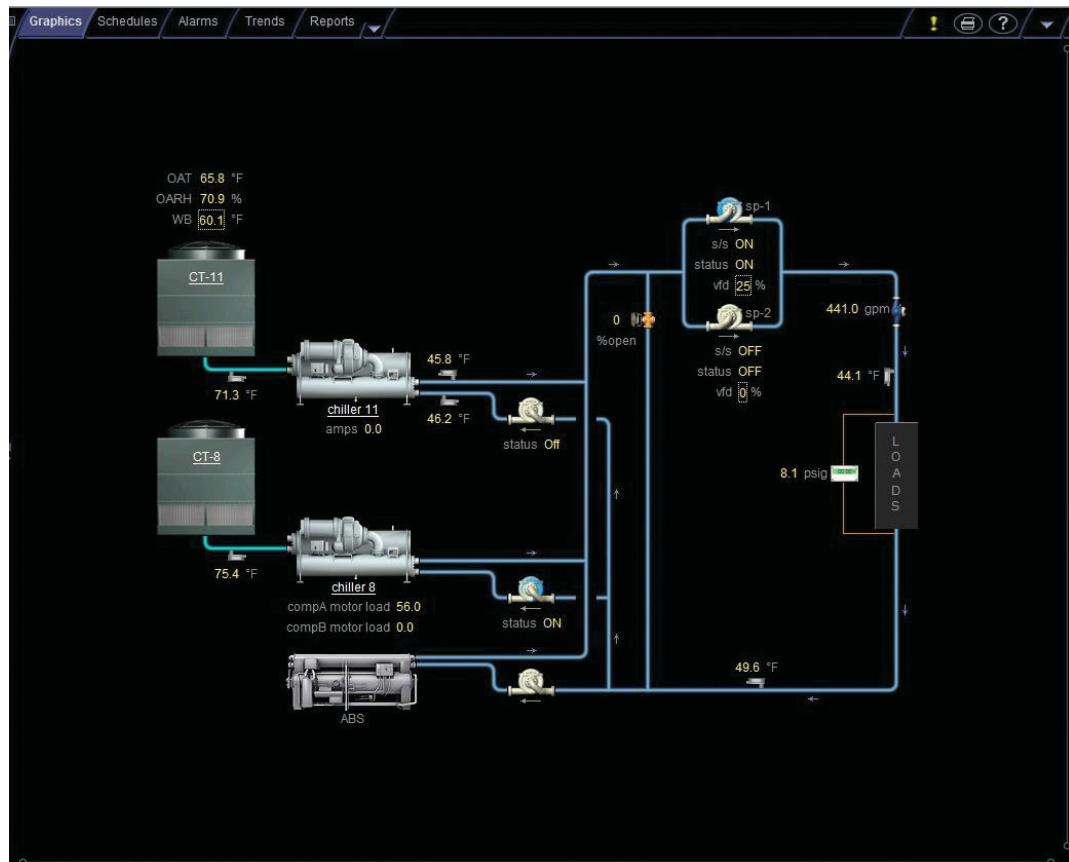 Graphics Schedules Alarms Trends Reports
! ?
OAT 65.8 °F
OARH 70.9 %
WB 60.1 °F
CT-11
71.3 °F
45.8 °F
46.2 °F
chiller 11
amps 0.0
status Off
CT-8
75.4 °F
chiller 8
compA motor load 56.0
compB motor load 0.0
status ON
ABS
0
%open
sp-1
s/s ON
status ON
vfd 25 %
sp-2
s/s OFF
status OFF
vfd 0 %
441.0 gpm
44.1 °F
8.1 psig
LOADS
49.6 °F